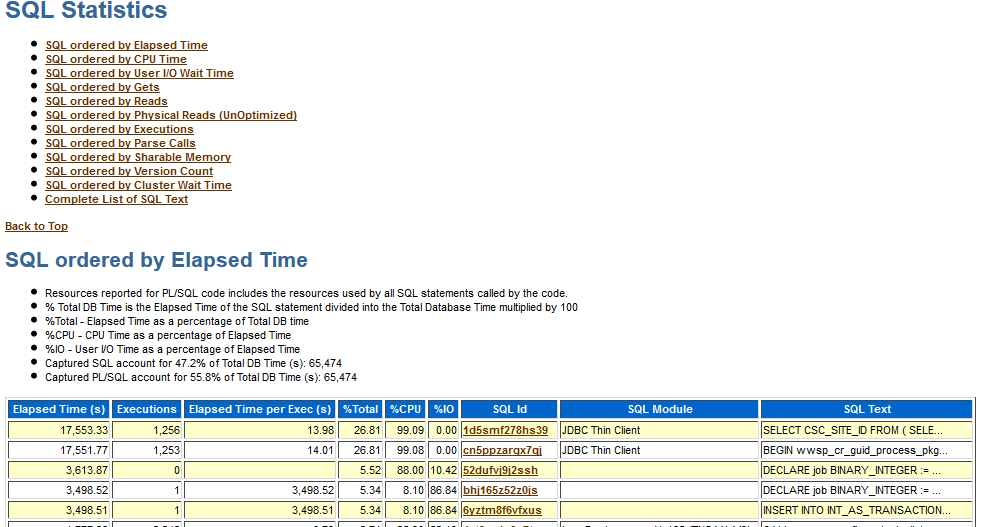 SQL Statistics
SQL ordered by Elapsed Time
SQL ordered by CPU Time
SQL ordered by User I/O Wait Time
SQL ordered by Gets
SQL ordered by Reads
SQL ordered by Physical Reads (UnOptimized)
SQL ordered by Executions
SQL ordered by Parse Calls
SQL ordered by Sharable Memory
SQL ordered by Version Count
SQL ordered by Cluster Wait Time
Complete List of SQL Text
Back to Top
SQL ordered by Elapsed Time
Resources reported for PL/SQL code includes the resources used by all SQL statements called by the code.
% Total DB Time is the Elapsed Time of the SQL statement divided into the Total Database Time multiplied by 100
%Total - Elapsed Time as a percentage of Total DB time
%CPU - CPU Time as a percentage of Elapsed Time
%IO - User I/O Time as a percentage of Elapsed Time
Captured SQL account for 47.2% of Total DB Time (s): 65,474
Captured PL/SQL account for 55.8% of Total DB Time (s): 65,474
Elapsed Time (s) Executions Elapsed Time per Exec (s) %Total %CPU %IO SQL Id SQL Module SQL Text
17,553.33 1,256 13.98 26.81 99.09 0.00 1d5smf278hs39 JDBC Thin Client SELECT CSC_SITE_ID FROM ( SELE...
17,551.77 1,253 14.01 26.81 99.08 0.00 cn5ppzarqx7qj JDBC Thin Client BEGIN wwsp_cr_guid_process_pkg...
3,613.87 0 5.52 88.00 10.42 52dufvj9j2ssh DECLARE job BINARY_INTEGER := ...
3,498.52 1 3,498.52 5.34 8.10 86.84 bhj165z52z0js DECLARE job BINARY_INTEGER := ...
3,498.51 1 3,498.51 5.34 8.10 86.84 6yztm8f6vfxus INSERT INTO INT_AS_TRANSACTION...